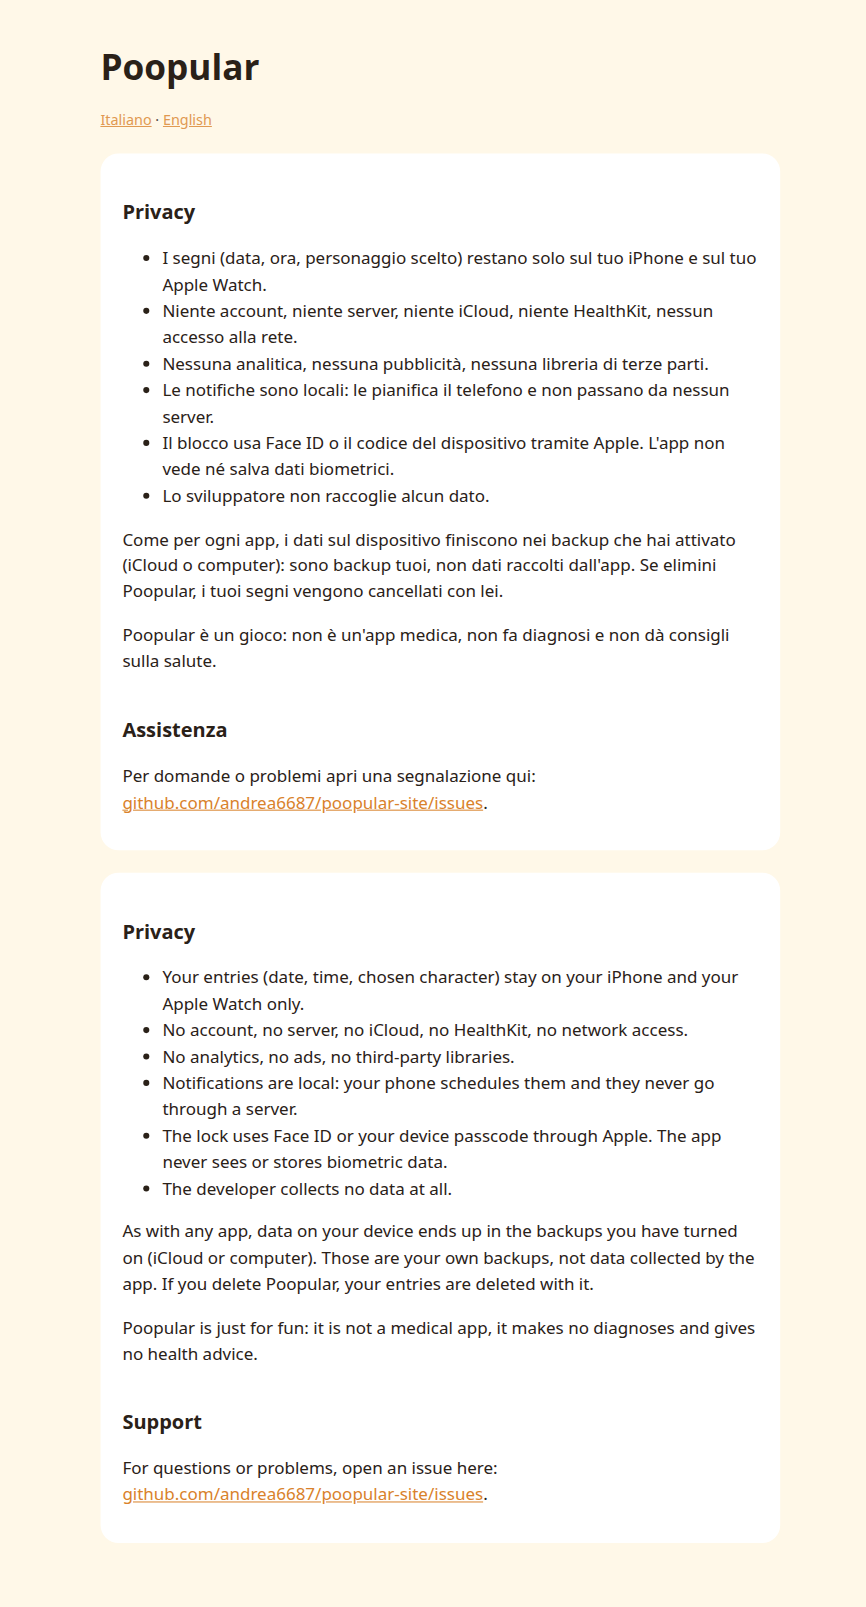 Poopular
Italiano · English
Privacy
• I segni (data, ora, personaggio scelto) restano solo sul tuo iPhone e sul tuo
Apple Watch.
• Niente account, niente server, niente iCloud, niente HealthKit, nessun
accesso alla rete.
• Nessuna analitica, nessuna pubblicità, nessuna libreria di terze parti.
• Le notifiche sono locali: le pianifica il telefono e non passano da nessun
server.
• Il blocco usa Face ID o il codice del dispositivo tramite Apple. L'app non
vede né salva dati biometrici.
• Lo sviluppatore non raccoglie alcun dato.
Come per ogni app, i dati sul dispositivo finiscono nei backup che hai attivato
(iCloud o computer): sono backup tuoi, non dati raccolti dall'app. Se elimini
Poopular, i tuoi segni vengono cancellati con lei.
Poopular è un gioco: non è un'app medica, non fa diagnosi e non dà consigli
sulla salute.
Assistenza
Per domande o problemi apri una segnalazione qui:
github.com/andrea6687/poopular-site/issues.
Privacy
• Your entries (date, time, chosen character) stay on your iPhone and your
Apple Watch only.
• No account, no server, no iCloud, no HealthKit, no network access.
• No analytics, no ads, no third-party libraries.
• Notifications are local: your phone schedules them and they never go
through a server.
• The lock uses Face ID or your device passcode through Apple. The app
never sees or stores biometric data.
• The developer collects no data at all.
As with any app, data on your device ends up in the backups you have turned
on (iCloud or computer). Those are your own backups, not data collected by the
app. If you delete Poopular, your entries are deleted with it.
Poopular is just for fun: it is not a medical app, it makes no diagnoses and gives
no health advice.
Support
For questions or problems, open an issue here:
github.com/andrea6687/poopular-site/issues.